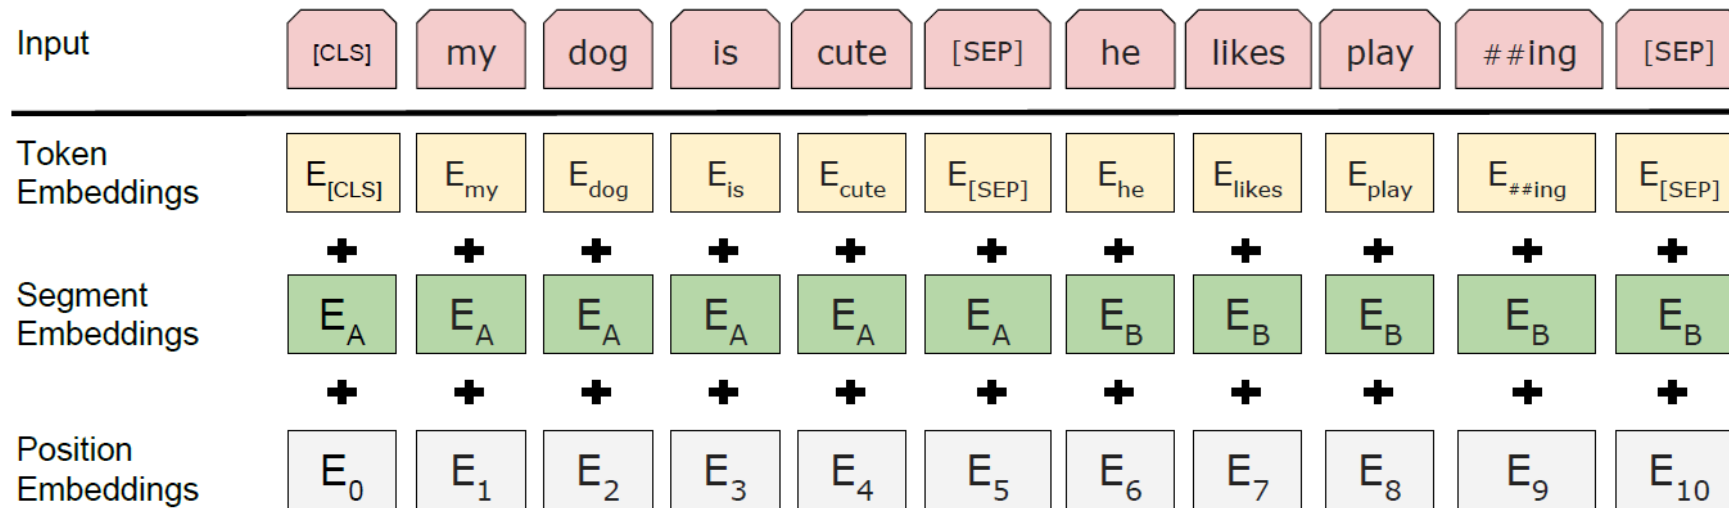 Input [CLS] my dog is cute [SEP] he likes play ##ing [SEP]
Token
Embeddings E[CLS] Emy Edog Eis Ecute E[SEP] Ehe Elikes Eplay E##ing E[SEP]
+ + + + + + + + + + +
Segment
Embeddings EA EA EA EA EA EA EB EB EB EB EB
+ + + + + + + + + + +
Position
Embeddings E0 E1 E2 E3 E4 E5 E6 E7 E8 E9 E10